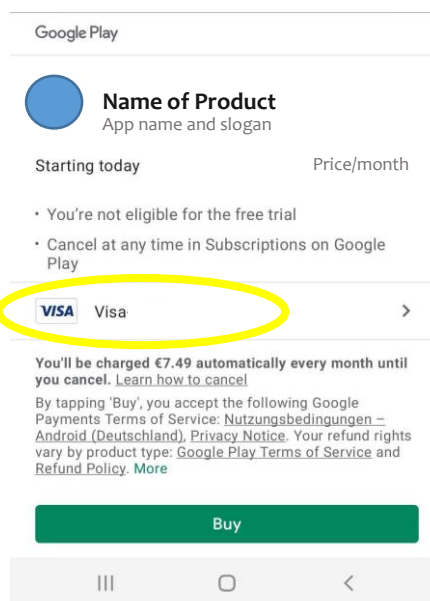 Google Play
Name of Product
App name and slogan
Starting today Price/month
• You're not eligible for the free trial
• Cancel at any time in Subscriptions on Google
Play
VISA Visa
You'll be charged €7.49 automatically every month until
you cancel. Learn how to cancel
By tapping 'Buy', you accept the following Google
Payments Terms of Service: Nutzungsbedingungen –
Android (Deutschland), Privacy Notice. Your refund rights
vary by product type: Google Play Terms of Service and
Refund Policy. More
Buy